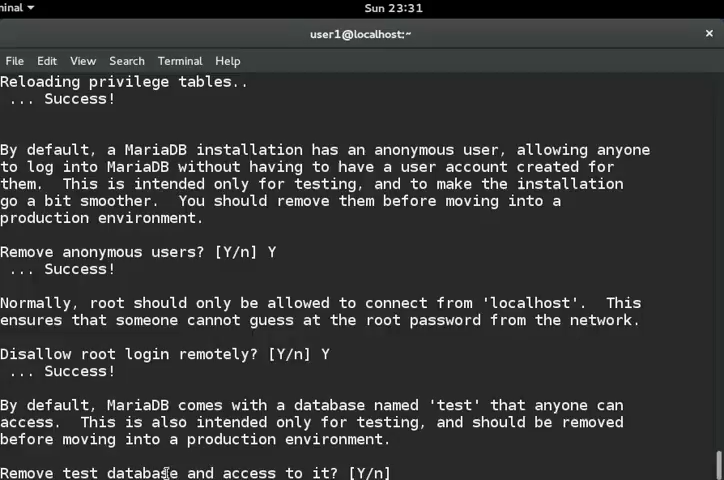 minal
Sun 23:31
user1@localhost:~
×
File Edit View Search Terminal Help
Reloading privilege tables..
... Success!
By default, a MariaDB installation has an anonymous user, allowing anyone
to log into MariaDB without having to have a user account created for
them.  This is intended only for testing, and to make the installation
go a bit smoother.  You should remove them before moving into a
production environment.
Remove anonymous users? [Y/n] Y
... Success!
Normally, root should only be allowed to connect from 'localhost'.  This
ensures that someone cannot guess at the root password from the network.
Disallow root login remotely? [Y/n] Y
... Success!
By default, MariaDB comes with a database named 'test' that anyone can
access.  This is also intended only for testing, and should be removed
before moving into a production environment.
Remove test database and access to it? [Y/n]